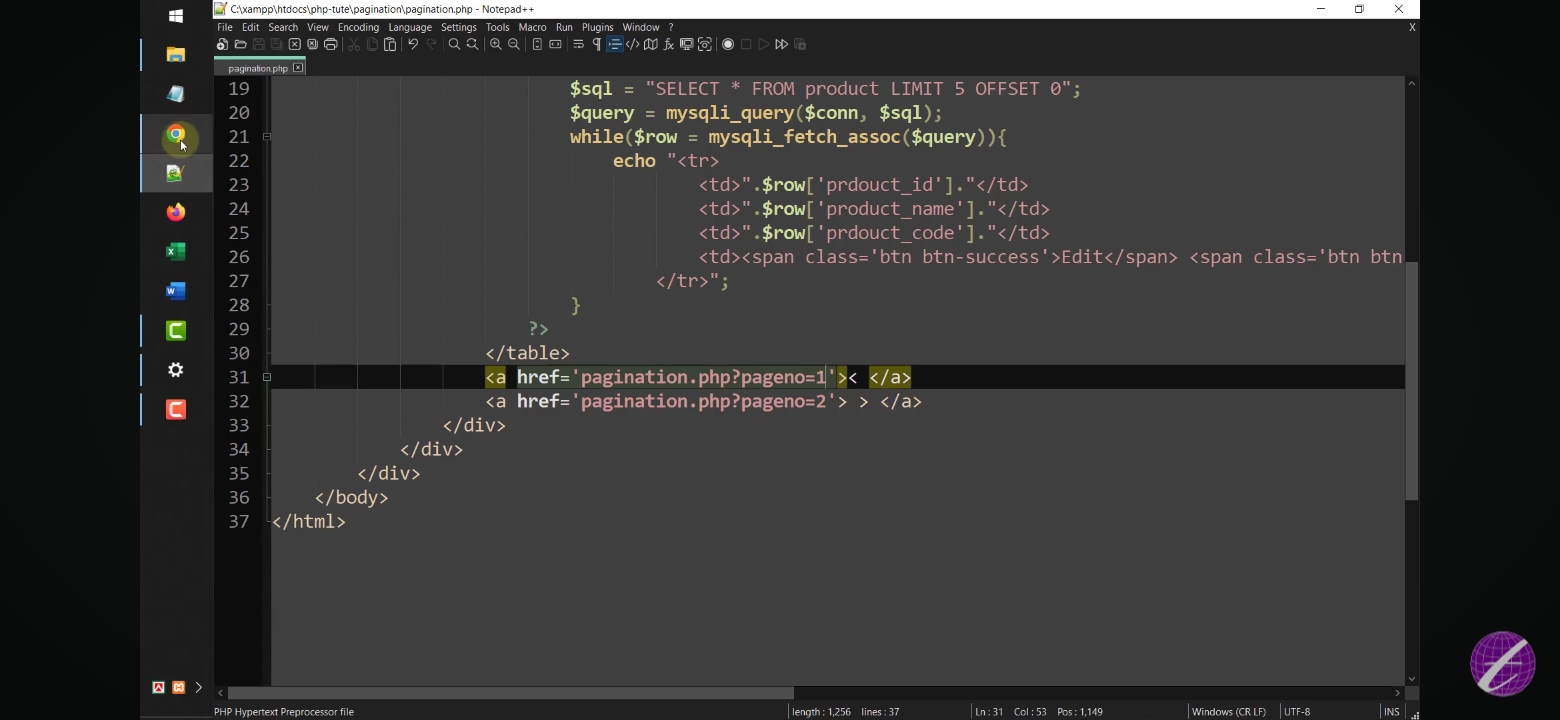 C:\xampp\htdocs\php-tute\pagination\pagination.php - Notepad++
File Edit Search View Encoding Language Settings Tools Macro Run Plugins Window ? X
pagination.php
19 $sql = "SELECT * FROM product LIMIT 5 OFFSET 0";
20 $query = mysqli_query($conn, $sql);
21 while($row = mysqli_fetch_assoc($query)){
22 echo "<tr>
23 <td>".$row['prdouct_id']."</td>
24 <td>".$row['product_name']."</td>
25 <td>".$row['prdouct_code']."</td>
26 <td><span class='btn btn-success'>Edit</span> <span class='btn btn
27 </tr>";
28 }
29 ?>
30 </table>
31 <a href='pagination.php?pageno=1'>< </a>
32 <a href='pagination.php?pageno=2'> > </a>
33 </div>
34 </div>
35 </div>
36 </body>
37 </html>
PHP Hypertext Preprocessor file length : 1,256 lines : 37 Ln : 31 Col : 53 Pos : 1,149 Windows (CR LF) UTF-8 INS